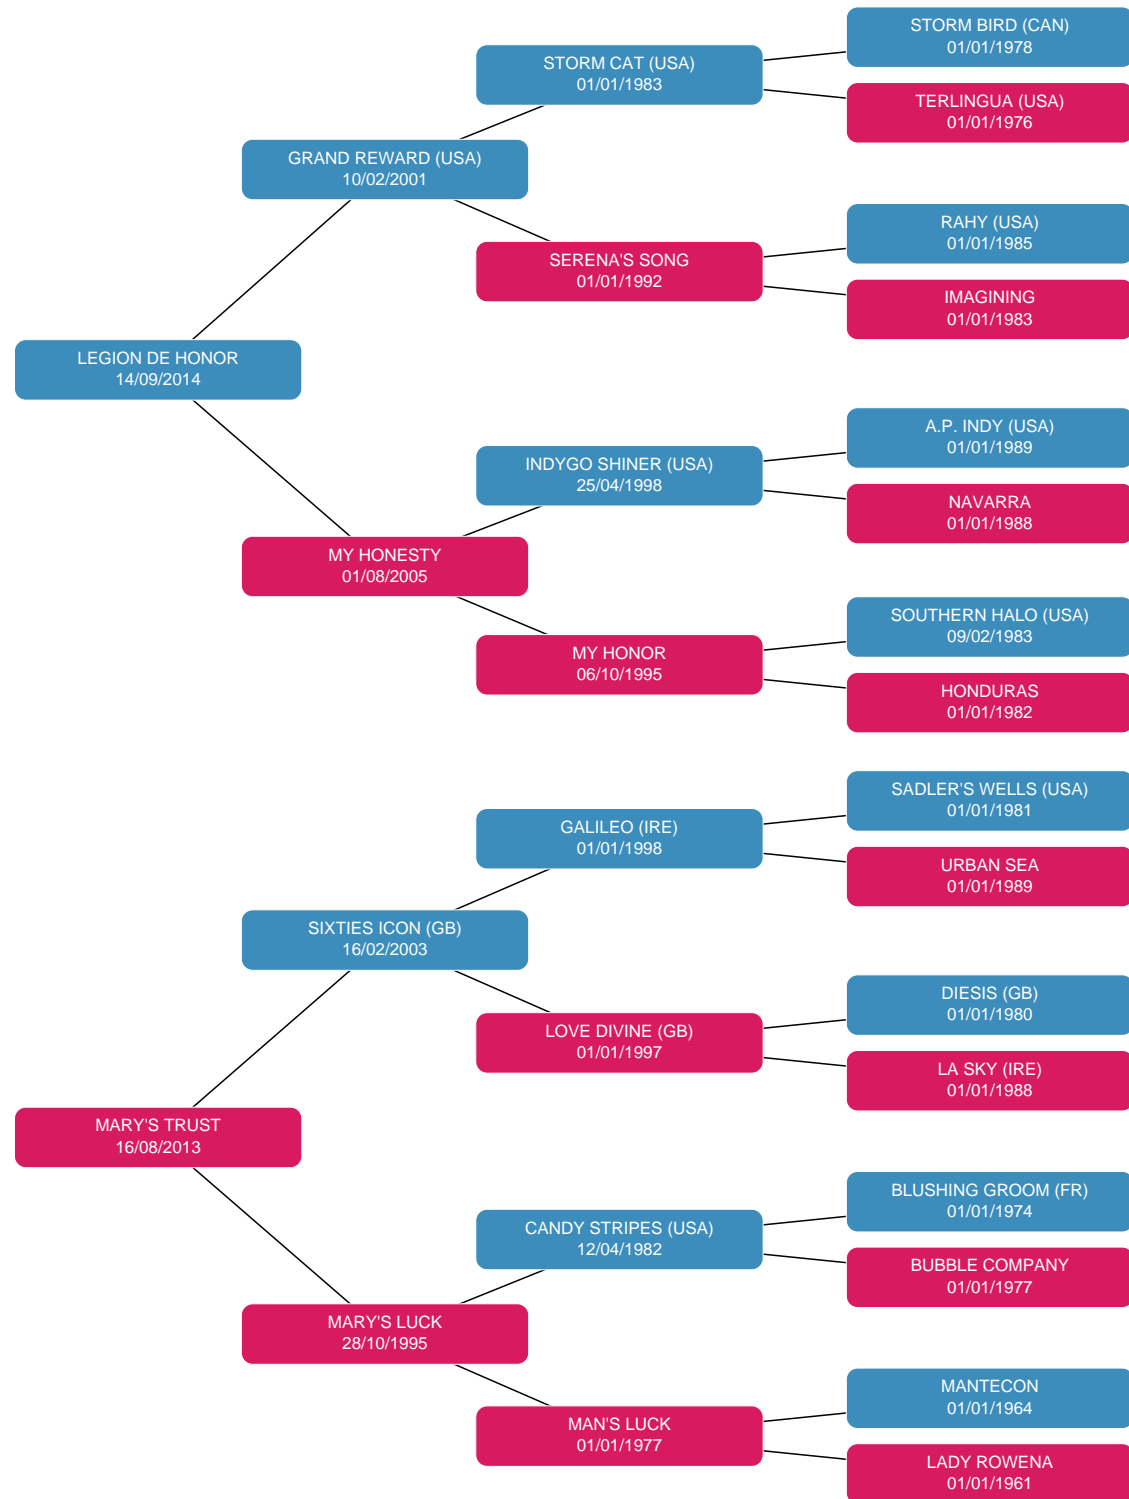 STORM BIRD (CAN)
01/01/1978
STORM CAT (USA)
01/01/1983
TERLINGUA (USA)
01/01/1976
GRAND REWARD (USA)
10/02/2001
RAHY (USA)
01/01/1985
SERENA'S SONG
01/01/1992
IMAGINING
01/01/1983
LEGION DE HONOR
14/09/2014
A.P. INDY (USA)
01/01/1989
INDYGO SHINER (USA)
25/04/1998
NAVARRA
01/01/1988
MY HONESTY
01/08/2005
SOUTHERN HALO (USA)
09/02/1983
MY HONOR
06/10/1995
HONDURAS
01/01/1982
SADLER'S WELLS (USA)
01/01/1981
GALILEO (IRE)
01/01/1998
URBAN SEA
01/01/1989
SIXTIES ICON (GB)
16/02/2003
DIESIS (GB)
01/01/1980
LOVE DIVINE (GB)
01/01/1997
LA SKY (IRE)
01/01/1988
MARY'S TRUST
16/08/2013
BLUSHING GROOM (FR)
01/01/1974
CANDY STRIPES (USA)
12/04/1982
BUBBLE COMPANY
01/01/1977
MARY'S LUCK
28/10/1995
MANTECON
01/01/1964
MAN'S LUCK
01/01/1977
LADY ROWENA
01/01/1961